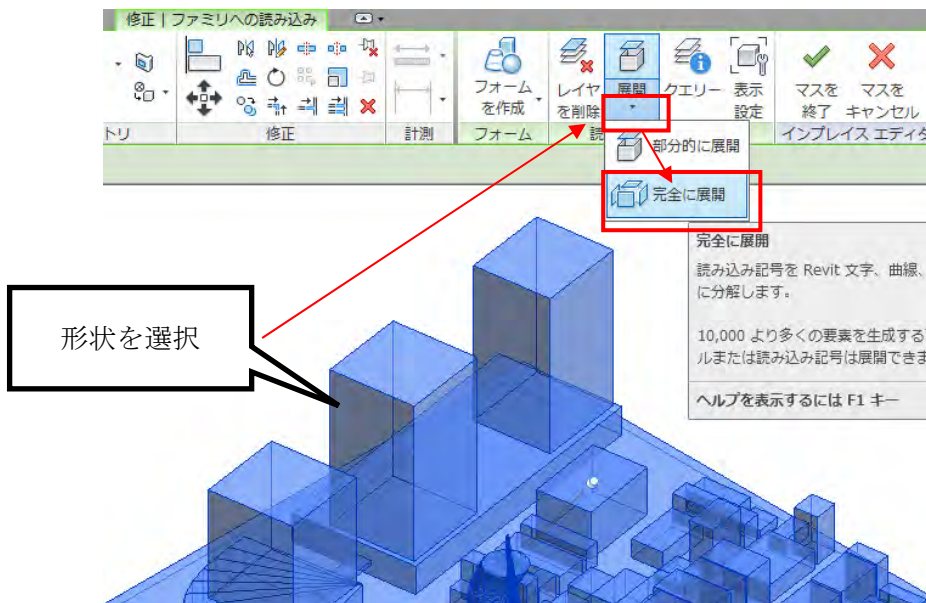 修正 | ファミリへの読み込み
フォーム
を作成
レイヤ
を削除
展開
クエリー
表示
設定
マスを
終了
マスを
キャンセル
トリ
修正
計測
フォーム
読
インプレイス エディタ
部分的に展開
完全に展開
完全に展開
読み込み記号を Revit 文字、曲線、
に分解します。
10,000 より多くの要素を生成する
ルまたは読み込み記号は展開できま
ヘルプを表示するには F1 キー
形状を選択